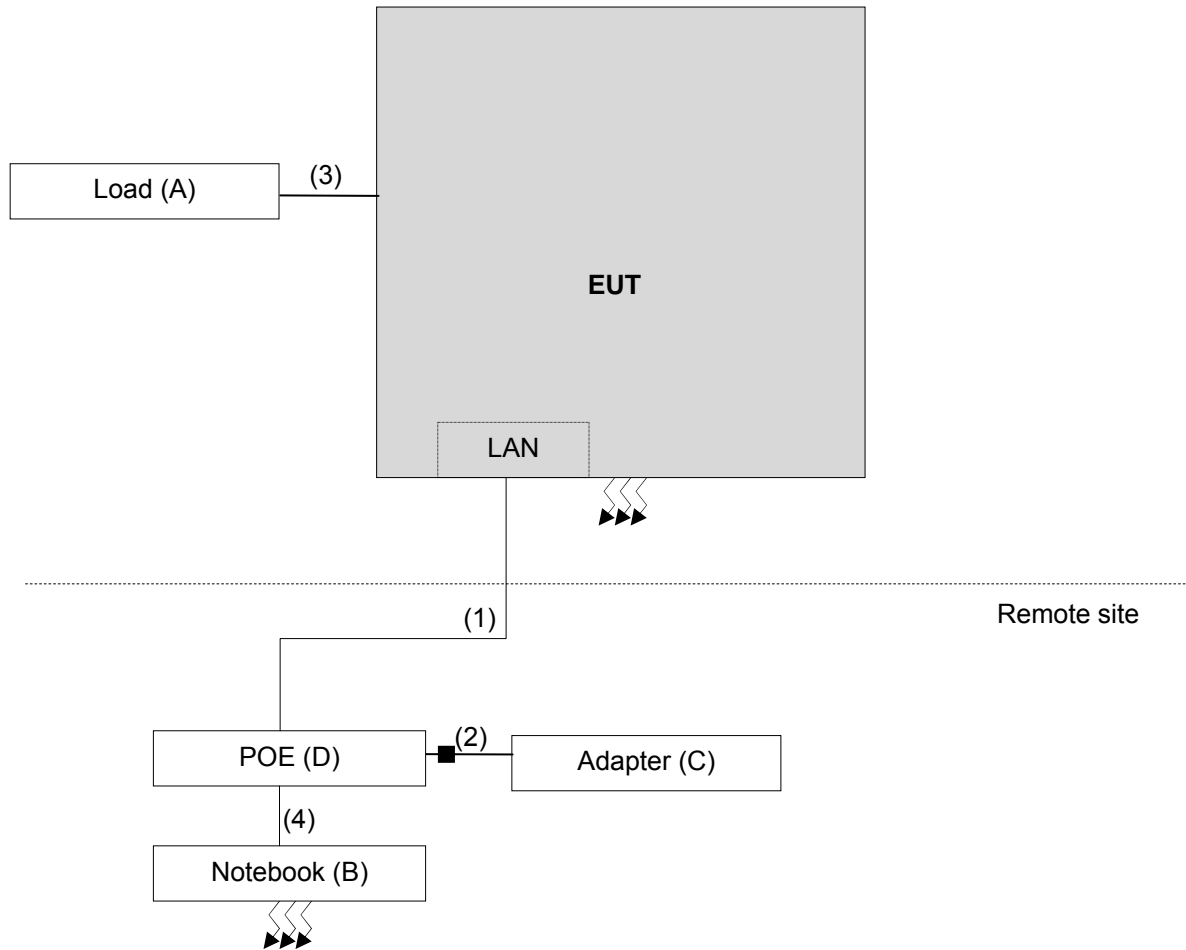 Load (A)
(3)
EUT
LAN
(1)
Remote site
POE (D)
(2)
Adapter (C)
(4)
Notebook (B)